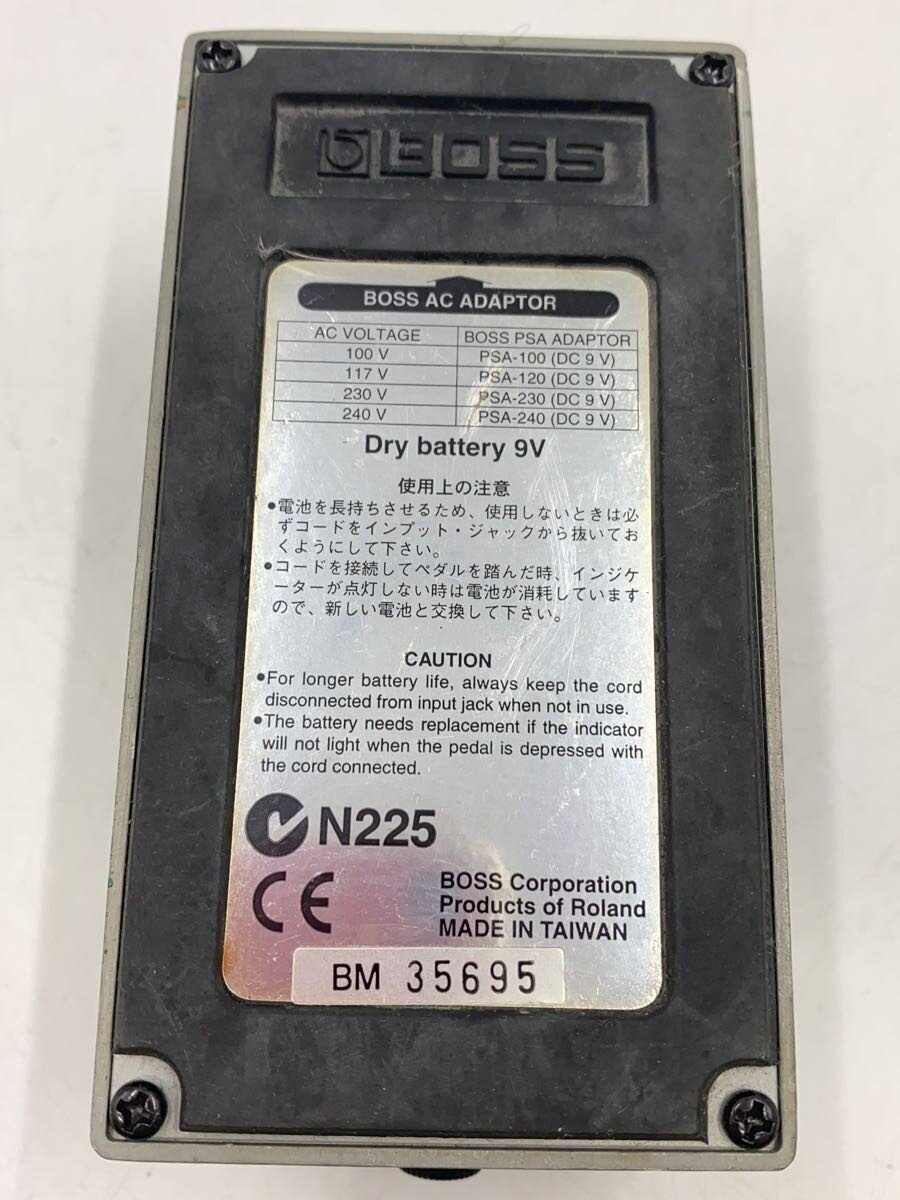 BOSS
BOSS AC ADAPTOR
AC VOLTAGE BOSS PSA ADAPTOR
100 V PSA-100 (DC 9 V)
117 V PSA-120 (DC 9 V)
230 V PSA-230 (DC 9 V)
240 V PSA-240 (DC 9 V)
Dry battery 9V
使用上の注意
●電池を長持ちさせるため、使用しないときは必
ずコードをインプット・ジャックから抜いてお
くようにして下さい。
●コードを接続してペダルを踏んだ時、インジケ
ーターが点灯しない時は電池が消耗しています
ので、新しい電池と交換して下さい。
CAUTION
●For longer battery life, always keep the cord
disconnected from input jack when not in use.
●The battery needs replacement if the indicator
will not light when the pedal is depressed with
the cord connected.
N225
CE
BOSS Corporation
Products of Roland
MADE IN TAIWAN
BM 35695